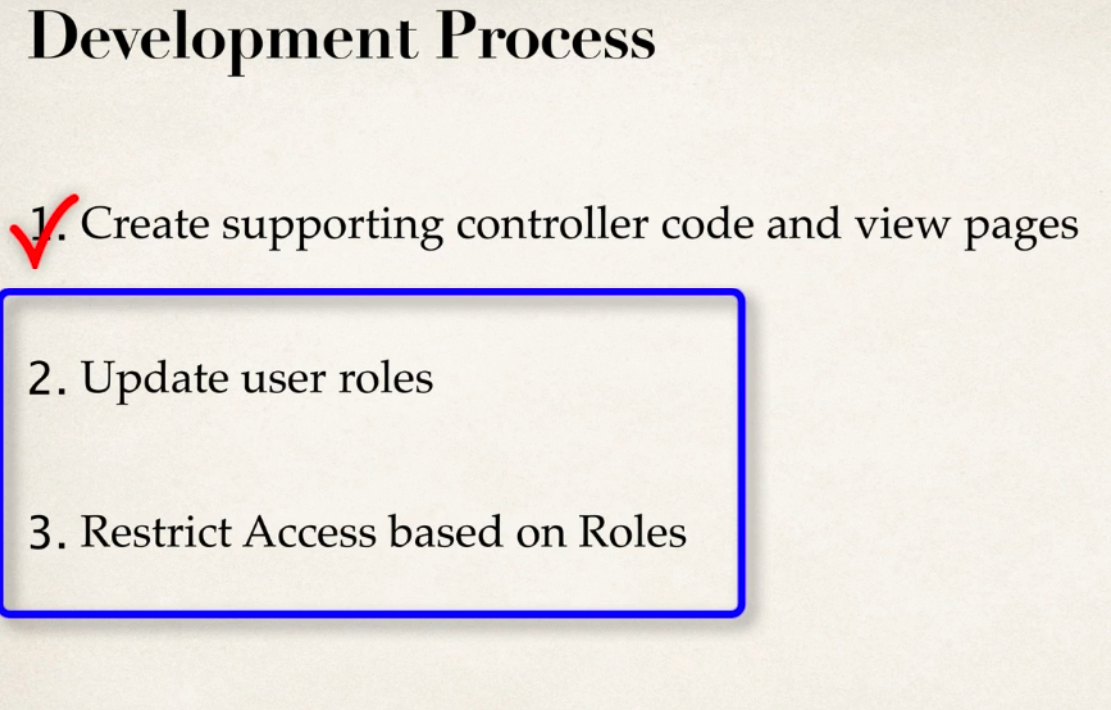 Development Process
1. Create supporting controller code and view pages
2. Update user roles
3. Restrict Access based on Roles